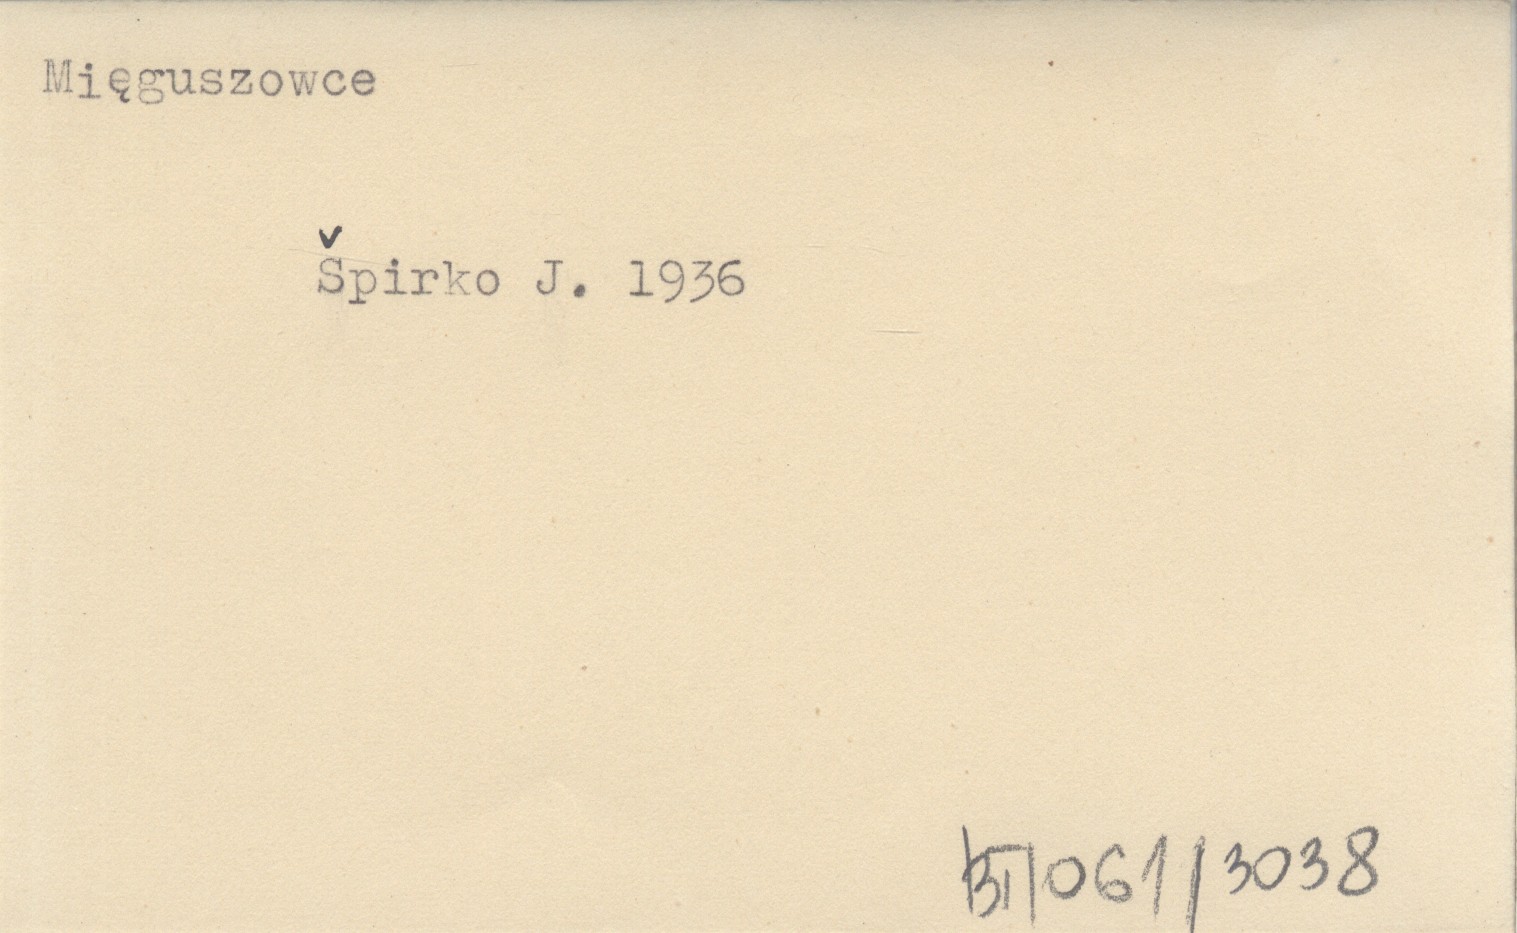 Mięguszowce
Špirko J. 1936
BI/061/3038